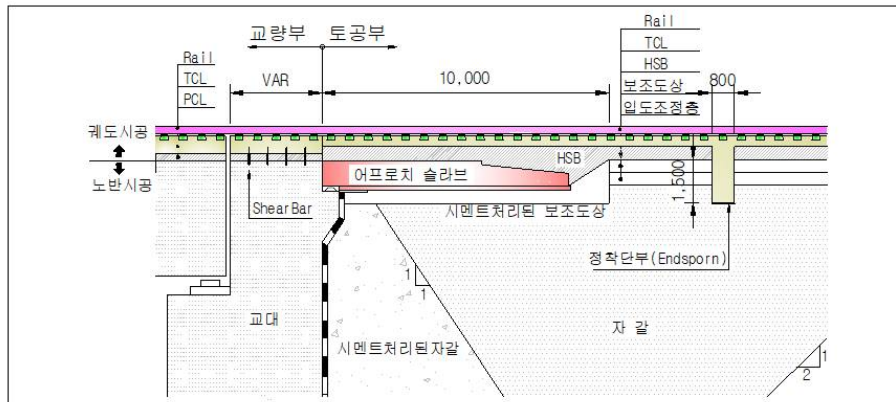 교량부
토공부
Rail
TCL
PCL
VAR
10,000
Rail
TCL
HSB
보조도상
입도조정층
800
궤도시공
노반시공
HSB
어프로치 슬라브
1,500
ShearBar
시멘트처리된 보조도상
정착단부(Endsporn)
1
1
교대
자 갈
시멘트처리된자갈
1
2